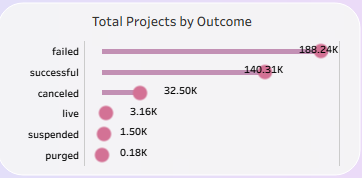 Total Projects by Outcome
failed 188.24K
successful 140.31K
canceled 32.50K
live 3.16K
suspended 1.50K
purged 0.18K